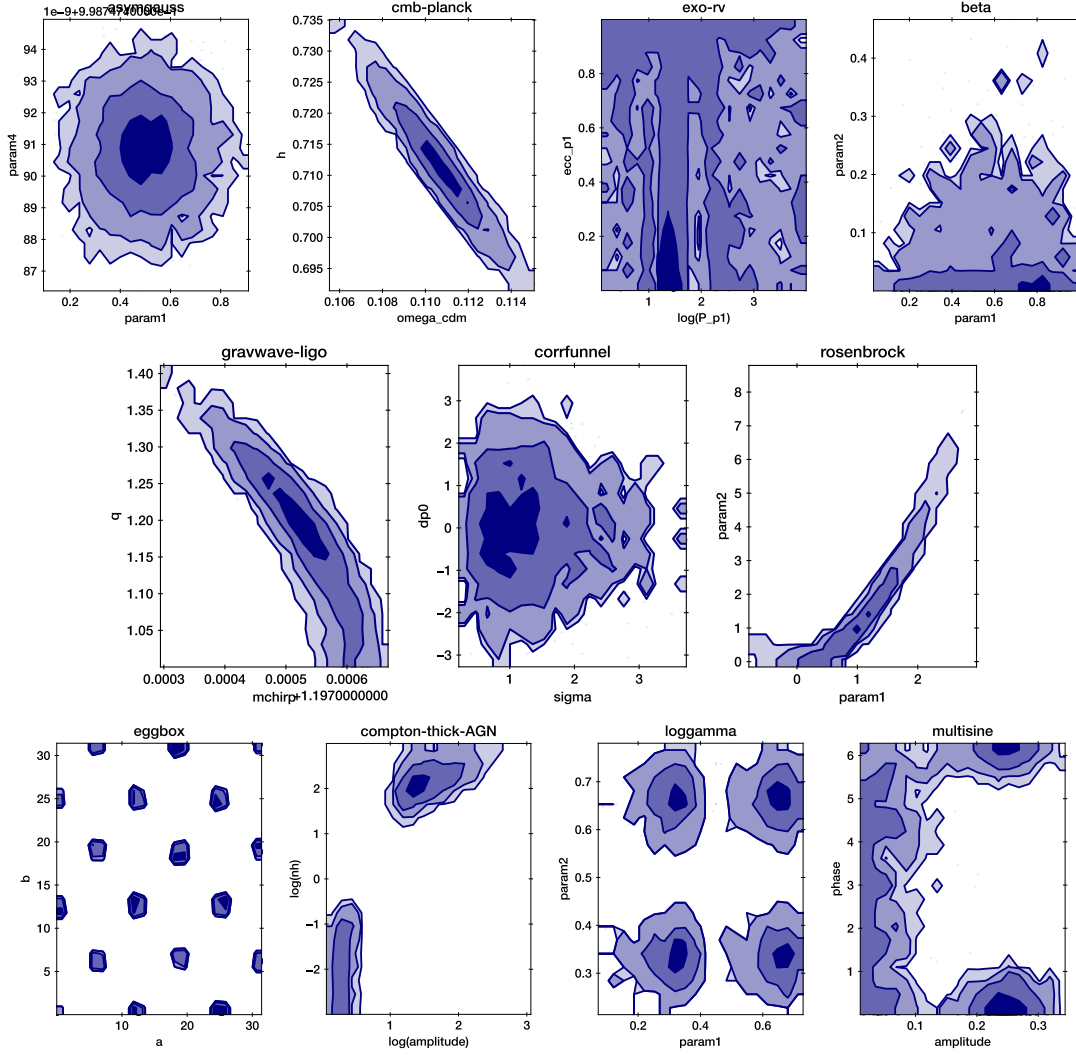 asymgauss cmb-planck exo-rv beta
1e-9+9.9874740000e-1
94 93 92 91 90 89 88 87
param4
0.2 0.4 0.6 0.8
param1
0.735 0.730 0.725 0.720 0.715 0.710 0.705 0.700 0.695
h
0.106 0.108 0.110 0.112 0.114
omega_cdm
0.8 0.6 0.4 0.2
ecc_p1
1 2 3
log(P_p1)
0.4 0.3 0.2 0.1
param2
0.2 0.4 0.6 0.8
param1
gravwave-ligo corrfunnel rosenbrock
1.40 1.35 1.30 1.25 1.20 1.15 1.10 1.05
q
0.0003 0.0004 0.0005 0.0006
mchirp +1.1970000000
3 2 1 0 −1 −2 −3
dp0
1 2 3
sigma
8 7 6 5 4 3 2 1 0
param2
0 1 2
param1
eggbox compton-thick-AGN loggamma multisine
30 25 20 15 10 5
b
10 20 30
a
2 1 0 −1 −2
log(nh)
1 2 3
log(amplitude)
0.7 0.6 0.5 0.4 0.3
param2
0.2 0.4 0.6
param1
6 5 4 3 2 1
phase
0.1 0.2 0.3
amplitude